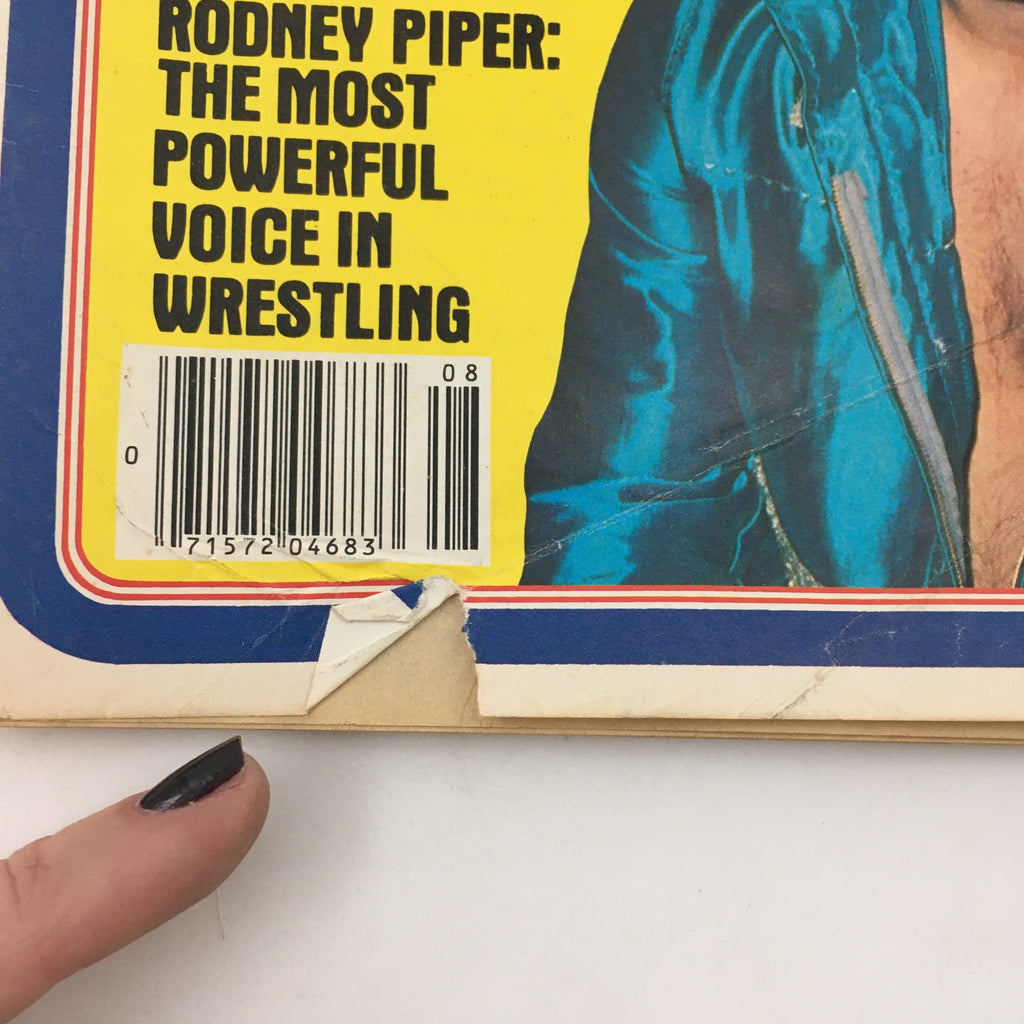 RODNEY PIPER:
THE MOST
POWERFUL
VOICE IN
WRESTLING
08
0
71572 04683